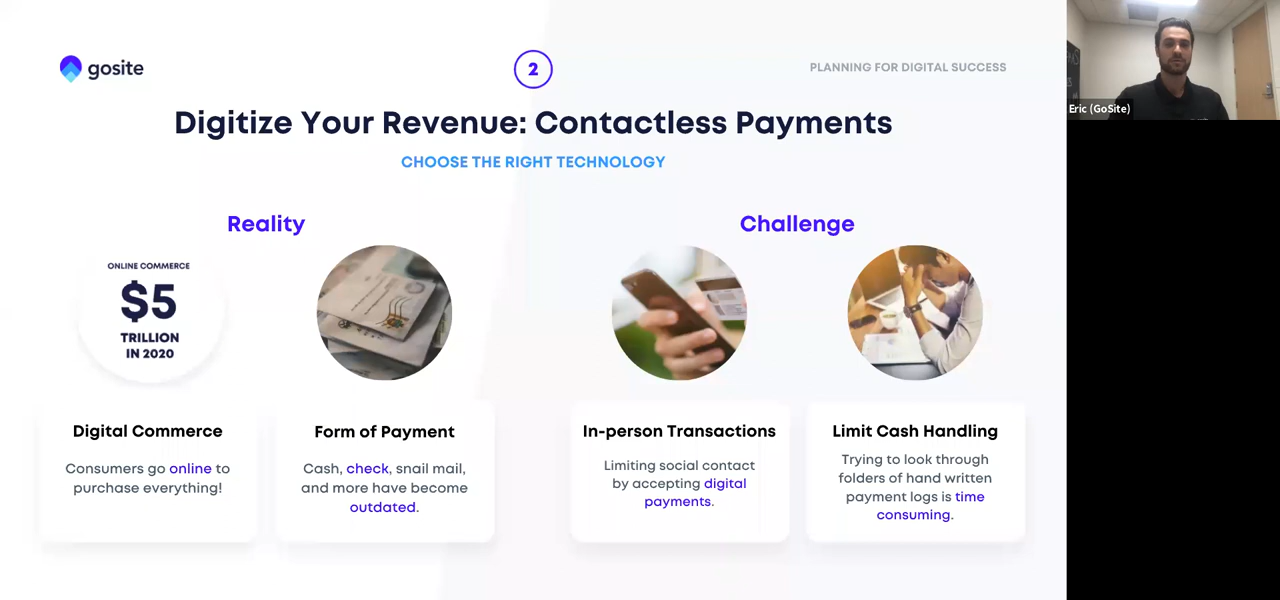 gosite
2
PLANNING FOR DIGITAL SUCCESS
Digitize Your Revenue: Contactless Payments
CHOOSE THE RIGHT TECHNOLOGY
Reality
ONLINE COMMERCE
$5
TRILLION
IN 2020
Digital Commerce
Consumers go online to
purchase everything!
Form of Payment
Cash, check, snail mail,
and more have become
outdated.
Challenge
In-person Transactions
Limiting social contact
by accepting digital
payments.
Limit Cash Handling
Trying to look through
folders of hand written
payment logs is time
consuming.
Eric (GoSite)